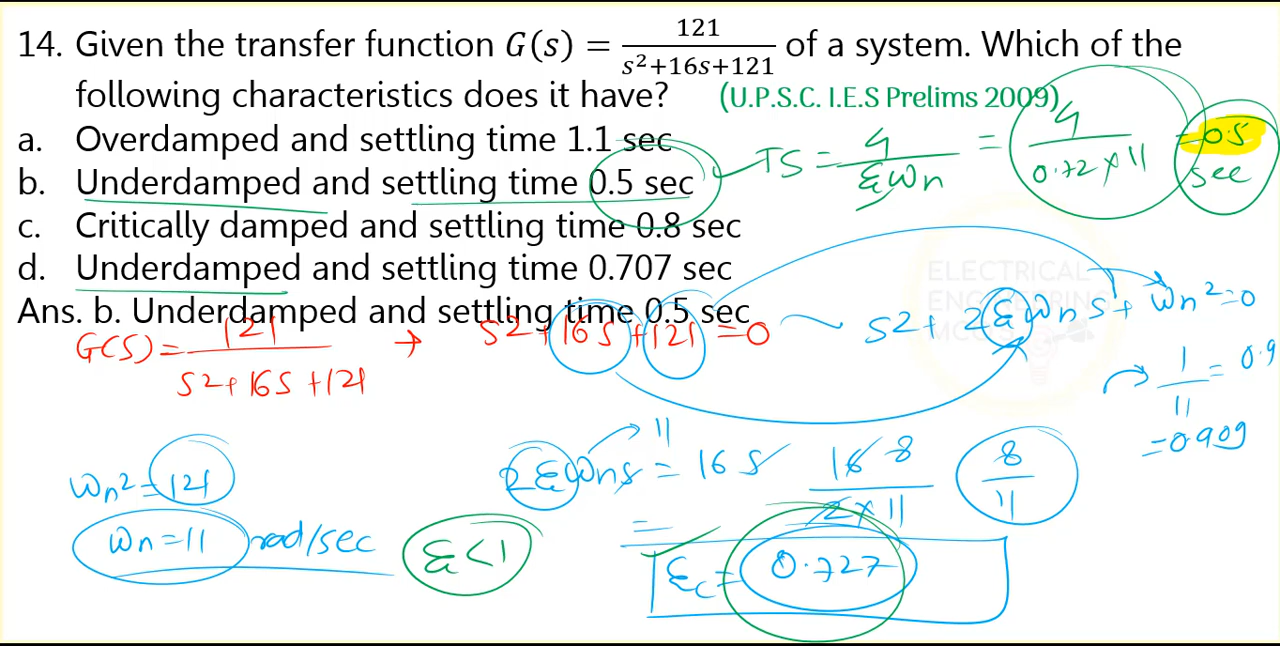 14. Given the transfer function G(s) = 121 / s²+16s+121 of a system. Which of the
following characteristics does it have? (U.P.S.C. I.E.S Prelims 2009)
a. Overdamped and settling time 1.1 sec
b. Underdamped and settling time 0.5 sec
TS = 4 / ξωn = 4 / 0.72 × 11 = 0.5 sec
c. Critically damped and settling time 0.8 sec
d. Underdamped and settling time 0.707 sec
Ans. b. Underdamped and settling time 0.5 sec
ELECTRICAL
ENGINEERING
G(S) = 121 / S²+16S+121 → S²+16S+121=0
S²+2ξωnS+ωn²=0
1 / 11 = 0.9
=0.909
ωn²=121
ωn=11 rad/sec
ξ<1
2ξωns = 16S
11
16 8 / 2×11
8 / 11
=
ξ = 0.727